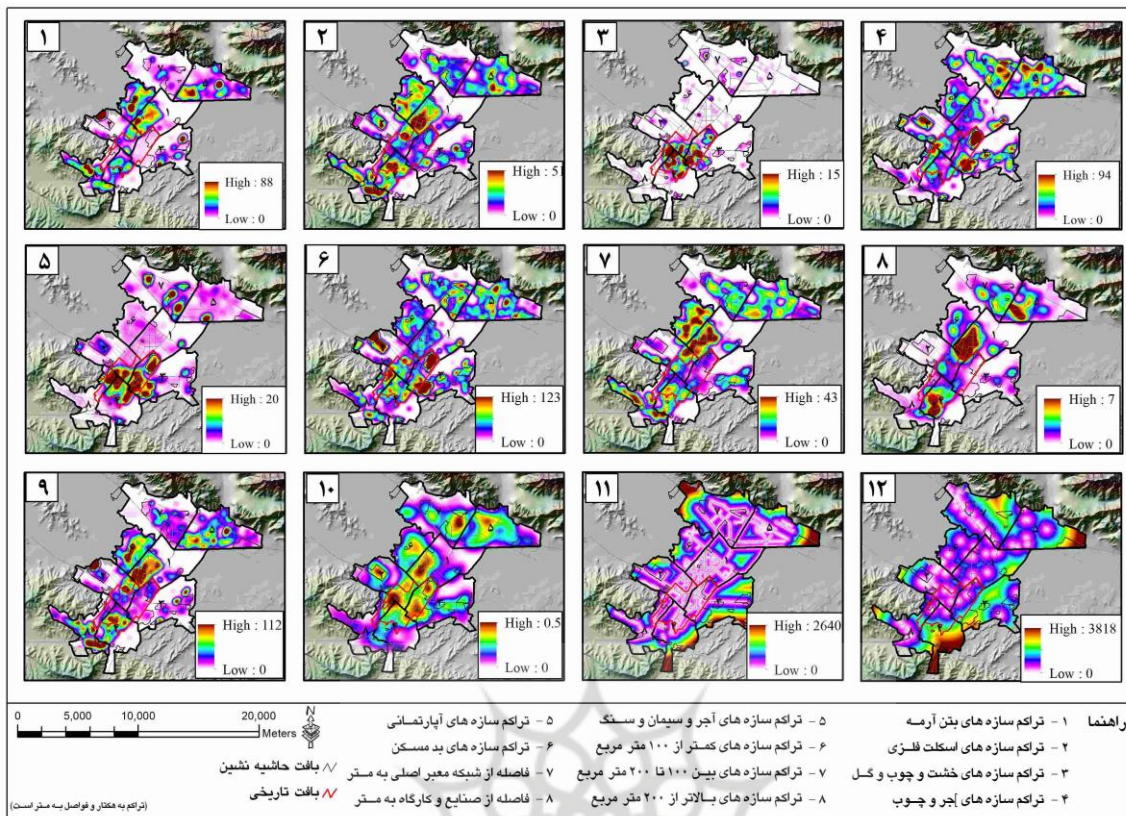 ۱
High : 88
Low : 0
۲
High : 51
Low : 0
۳
High : 15
Low : 0
۴
High : 94
Low : 0
۵
High : 20
Low : 0
۶
High : 123
Low : 0
۷
High : 43
Low : 0
۸
High : 7
Low : 0
۹
High : 112
Low : 0
۱۰
High : 0.5
Low : 0
۱۱
High : 2640
Low : 0
۱۲
High : 3818
Low : 0
راهنما
۱ - تراکم سازه های بتن آرمه
۲ - تراکم سازه های اسکلت فلزی
۳ - تراکم سازه های خشت و چوب و گل
۴ - تراکم سازه های ]جر و چوب
۵ - تراکم سازه های آجر و سیمان و سنگ
۶ - تراکم سازه های کمتر از ۱۰۰ متر مربع
۷ - تراکم سازه های بین ۱۰۰ تا ۲۰۰ متر مربع
۸ - تراکم سازه های بالاتر از ۲۰۰ متر مربع
۵ - تراکم سازه های آپارتمانی
۶ - تراکم سازه های بد مسکن
۷ - فاصله از شبکه معبر اصلی به متر
۸ - فاصله از صنایع و کارگاه به متر
N
0 5,000 10,000 20,000
Meters
بافت حاشیه نشین
بافت تاریخی
(تراکم به هکتار و فواصل به متر است)